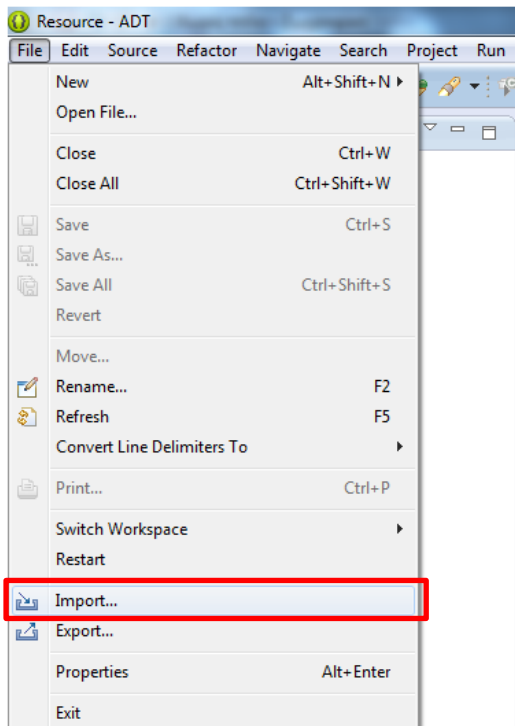 Resource - ADT
File Edit Source Refactor Navigate Search Project Run
New Alt+Shift+N
Open File...
Close Ctrl+W
Close All Ctrl+Shift+W
Save Ctrl+S
Save As...
Save All Ctrl+Shift+S
Revert
Move...
Rename... F2
Refresh F5
Convert Line Delimiters To
Print... Ctrl+P
Switch Workspace
Restart
Import...
Export...
Properties Alt+Enter
Exit